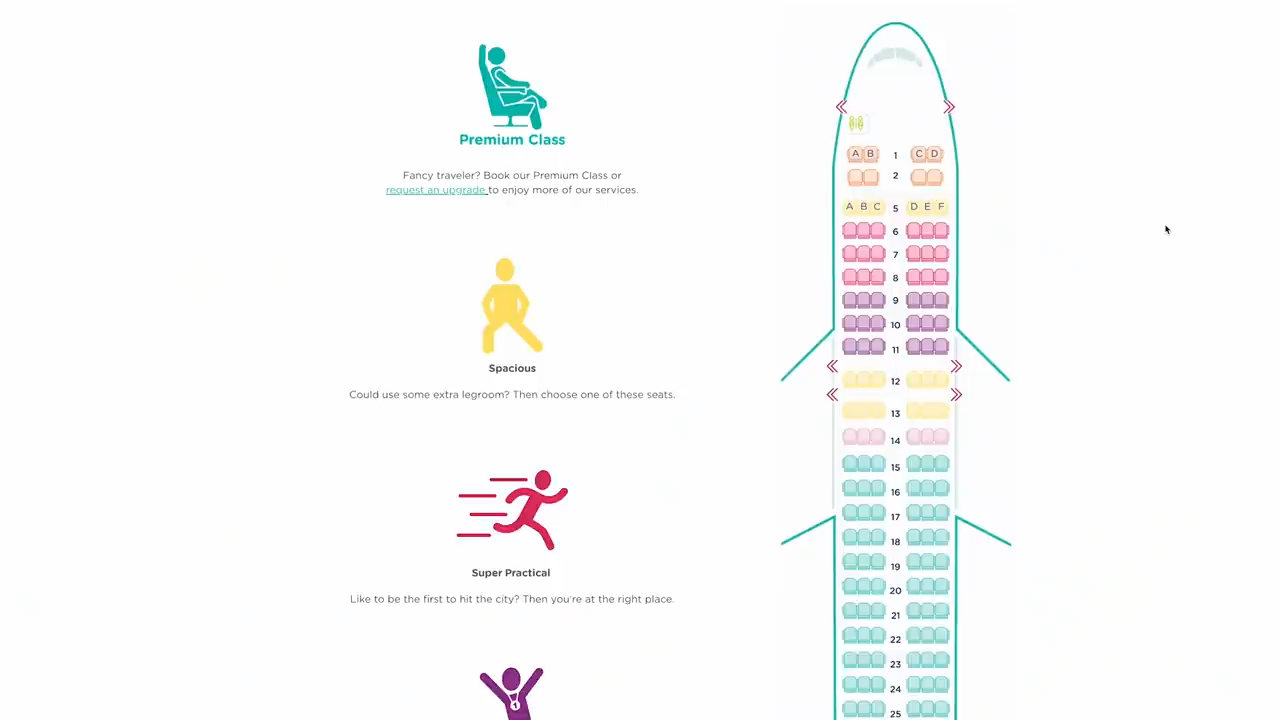 Premium Class
Fancy traveler? Book our Premium Class or
request an upgrade to enjoy more of our services.
Spacious
Could use some extra legroom? Then choose one of these seats.
Super Practical
Like to be the first to hit the city? Then you're at the right place.
1
A B 1 C D
2
A B C 5 D E F
6
7
8
9
10
11
12
13
14
15
16
17
18
19
20
21
22
23
24
25